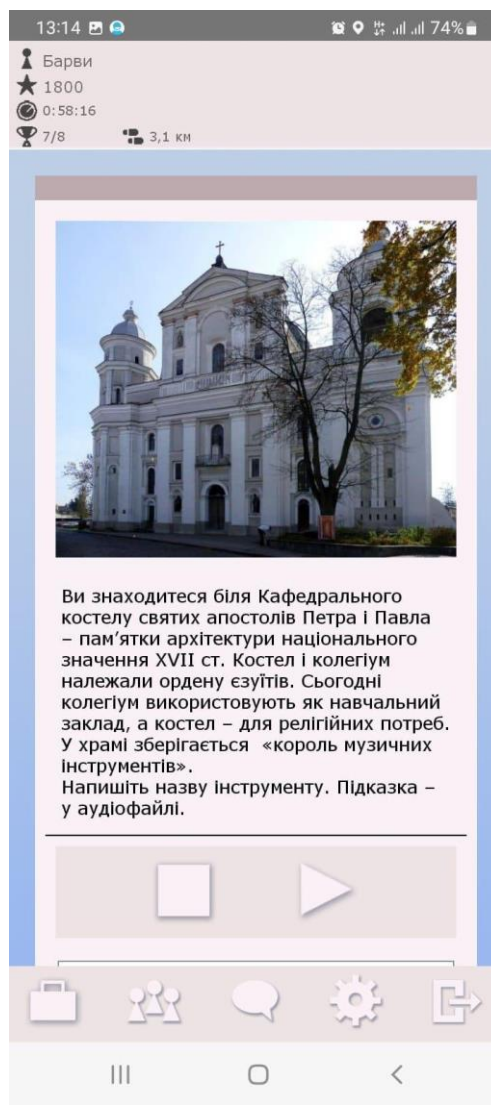 13:14
74%
Барви
1800
0:58:16
7/8 3,1 км
Ви знаходитеся біля Кафедрального
костелу святих апостолів Петра і Павла
– пам’ятки архітектури національного
значення XVII ст. Костел і колегіум
належали ордену єзуїтів. Сьогодні
колегіум використовують як навчальний
заклад, а костел – для релігійних потреб.
У храмі зберігається «король музичних
інструментів».
Напишіть назву інструменту. Підказка –
у аудіофайлі.